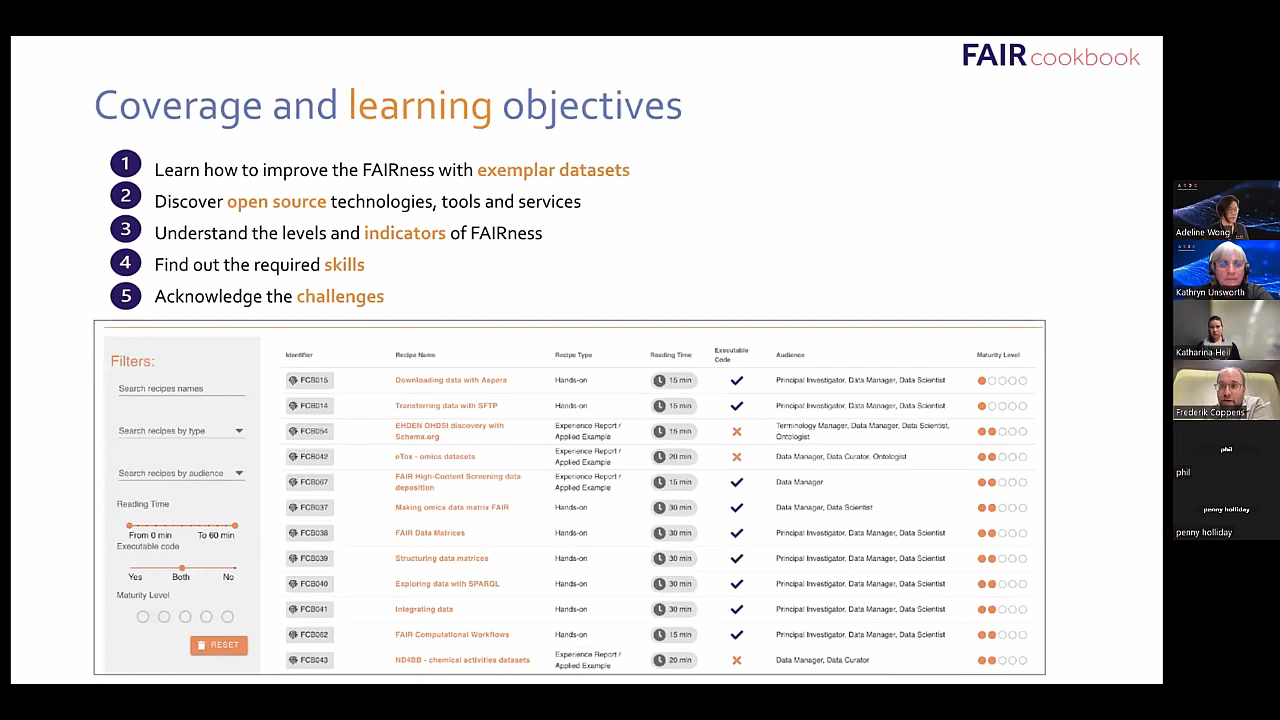 FAIR cookbook
Coverage and learning objectives
1 Learn how to improve the FAIRness with exemplar datasets
2 Discover open source technologies, tools and services
3 Understand the levels and indicators of FAIRness
4 Find out the required skills
5 Acknowledge the challenges
Filters:
Search recipes names
Search recipes by type
Search recipes by audience
Reading Time
From 0 min To 60 min
Executable code
Yes Both No
Maturity Level
RESET
Identifier Recipe Name Recipe Type Reading Time Executable Code Audience Maturity Level
FCB015 Downloading data with Aspera Hands-on 15 min Principal Investigator, Data Manager, Data Scientist
FCB014 Transferring data with SFTP Hands-on 15 min Principal Investigator, Data Manager, Data Scientist
FCB054 EHDEN OHDSI discovery with Schema.org Experience Report / Applied Example 15 min Terminology Manager, Data Manager, Data Scientist, Ontologist
FCB042 eTox - omics datasets Experience Report / Applied Example 20 min Data Manager, Data Curator, Ontologist
FCB067 FAIR High-Content Screening data deposition Experience Report / Applied Example 15 min Data Manager
FCB037 Making omics data matrix FAIR Hands-on 30 min Data Manager, Data Scientist
FCB038 FAIR Data Matrices Hands-on 30 min Principal Investigator, Data Manager, Data Scientist
FCB039 Structuring data matrices Hands-on 30 min Principal Investigator, Data Manager, Data Scientist
FCB040 Exploring data with SPARQL Hands-on 30 min Principal Investigator, Data Manager, Data Scientist
FCB041 Integrating data Hands-on 30 min Principal Investigator, Data Manager, Data Scientist
FCB062 FAIR Computational Workflows Hands-on 15 min Principal Investigator, Data Manager, Data Scientist
FCB043 ND4BB - chemical activities datasets Experience Report / Applied Example 20 min Data Manager, Data Curator
Adeline Wong
Kathryn Unsworth
Katharina Heil
Frederik Coppens
phil
phil
penny holliday
penny holliday